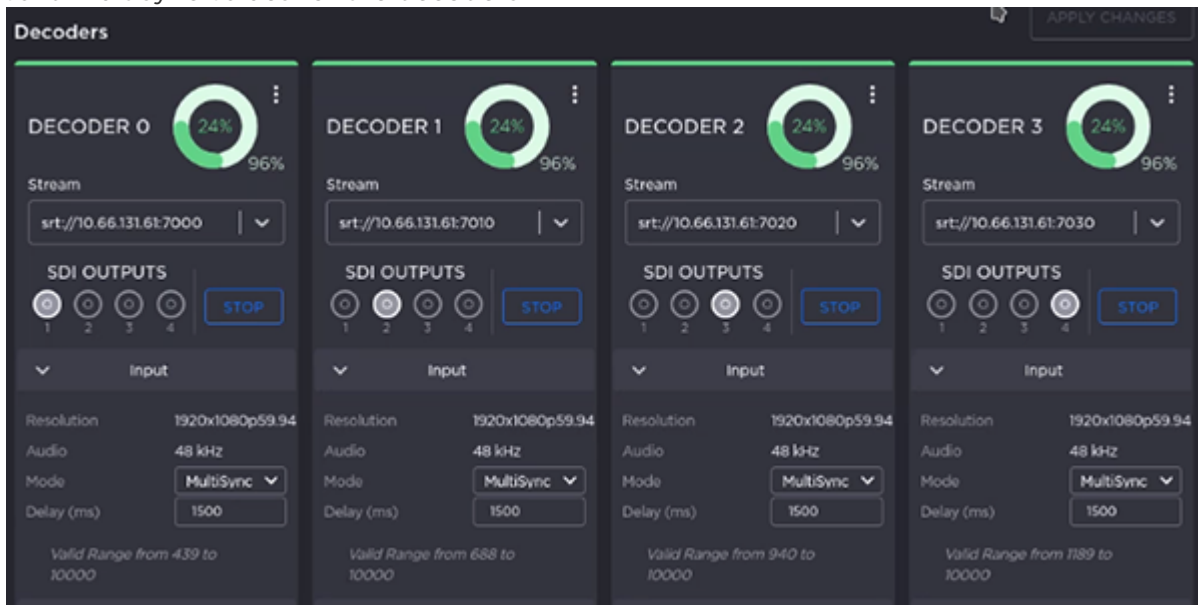 Decoders
APPLY CHANGES
DECODER 0
24%
96%
Stream
srt://10.66.131.61:7000
SDI OUTPUTS
1 2 3 4
STOP
Input
Resolution 1920x1080p59.94
Audio 48 kHz
Mode MultiSync
Delay (ms) 1500
Valid Range from 439 to
10000
DECODER 1
24%
96%
Stream
srt://10.66.131.61:7010
SDI OUTPUTS
1 2 3 4
STOP
Input
Resolution 1920x1080p59.94
Audio 48 kHz
Mode MultiSync
Delay (ms) 1500
Valid Range from 688 to
10000
DECODER 2
24%
96%
Stream
srt://10.66.131.61:7020
SDI OUTPUTS
1 2 3 4
STOP
Input
Resolution 1920x1080p59.94
Audio 48 kHz
Mode MultiSync
Delay (ms) 1500
Valid Range from 940 to
10000
DECODER 3
24%
96%
Stream
srt://10.66.131.61:7030
SDI OUTPUTS
1 2 3 4
STOP
Input
Resolution 1920x1080p59.94
Audio 48 kHz
Mode MultiSync
Delay (ms) 1500
Valid Range from 1189 to
10000